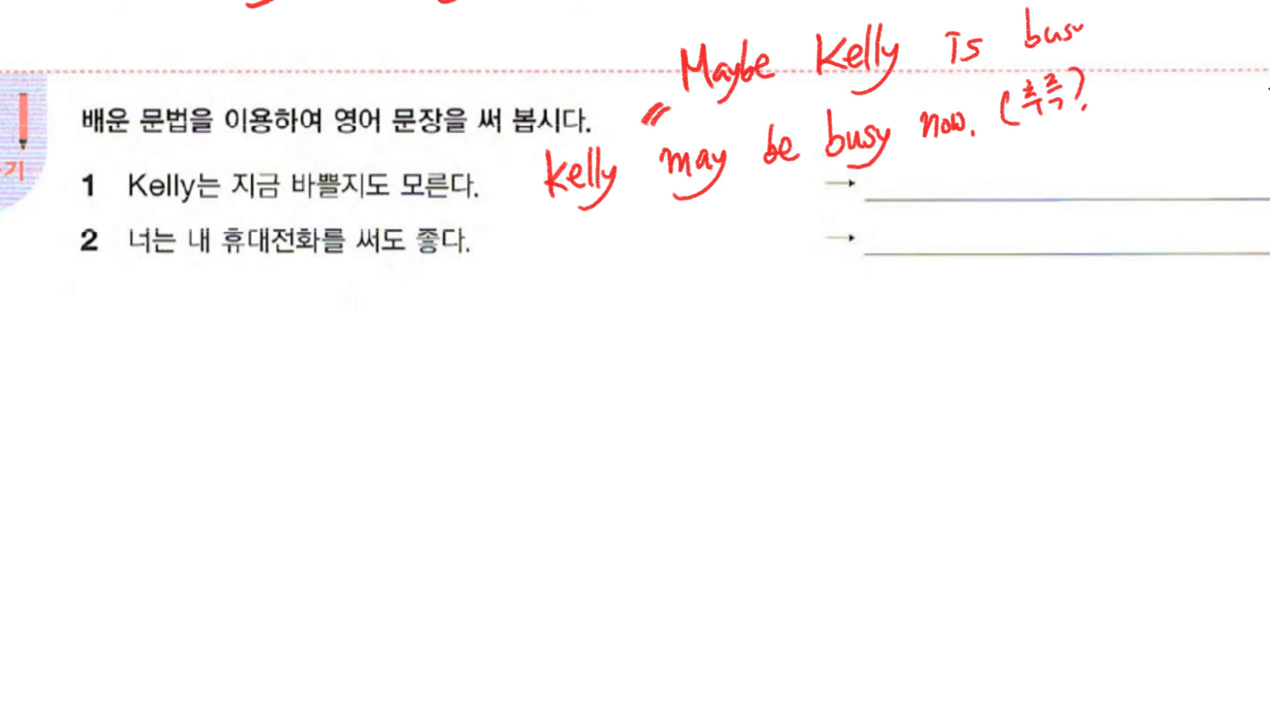 Maybe Kelly is busy
배운 문법을 이용하여 영어 문장을 써 봅시다.
Kelly may be busy now. (추측)
기
1 Kelly는 지금 바쁠지도 모른다. →
2 너는 내 휴대전화를 써도 좋다. →